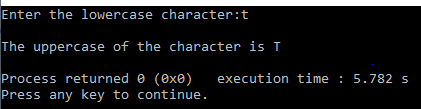 Enter the lowercase character:t
The uppercase of the character is T
Process returned 0 (0x0)   execution time : 5.782 s
Press any key to continue.